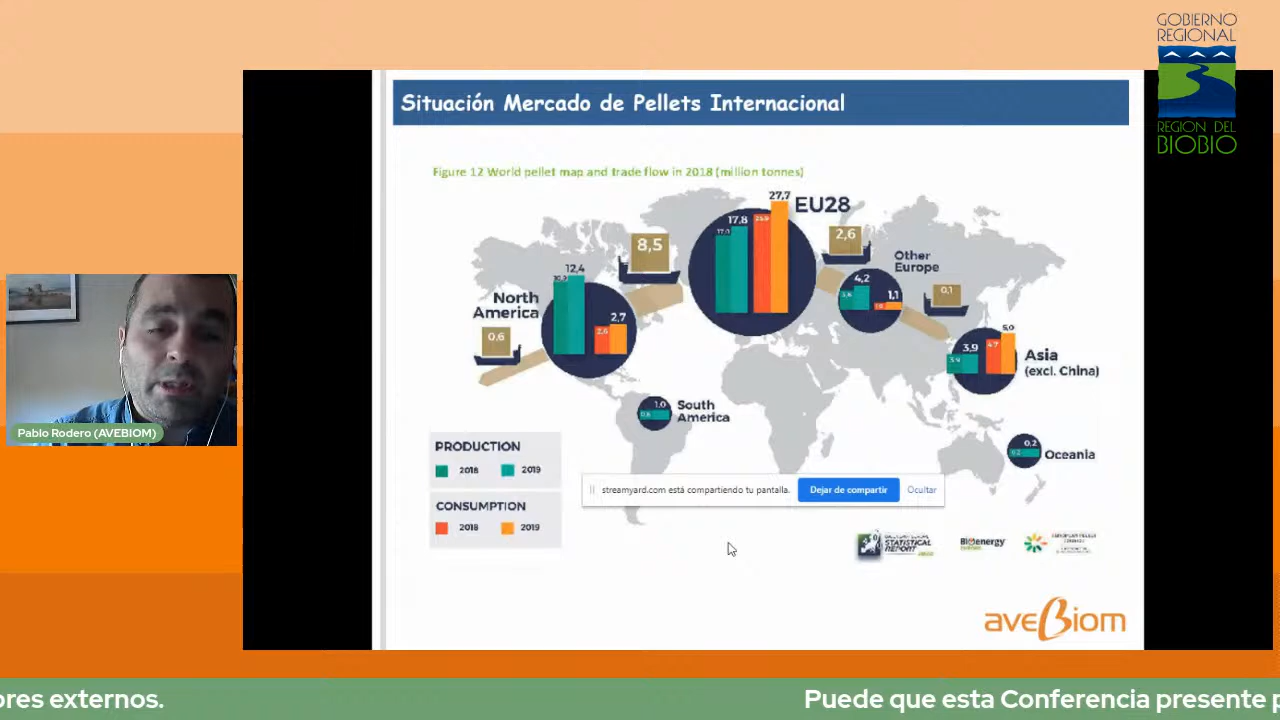 GOBIERNO
REGIONAL
REGION DEL
BIOBIO
Situación Mercado de Pellets Internacional
Figure 12 World pellet map and trade flow in 2018 (million tonnes)
27,7
EU28
17,8
8,5
2,6
Other
Europe
12,4
4,2
1,1
0,1
North
America
2.7
2,6
0,6
5,0
4,7
3,9
Asia
(excl. China)
1,0
South
America
0,2
Oceania
PRODUCTION
2018
2019
CONSUMPTION
2018
2019
streamyard.com está compartiendo tu pantalla.
Dejar de compartir
Ocultar
STATISTICAL
REPORT
Bioenergy
aveBiom
Pablo Rodero (AVEBIOM)
ores externos.
Puede que esta Conferencia presente p